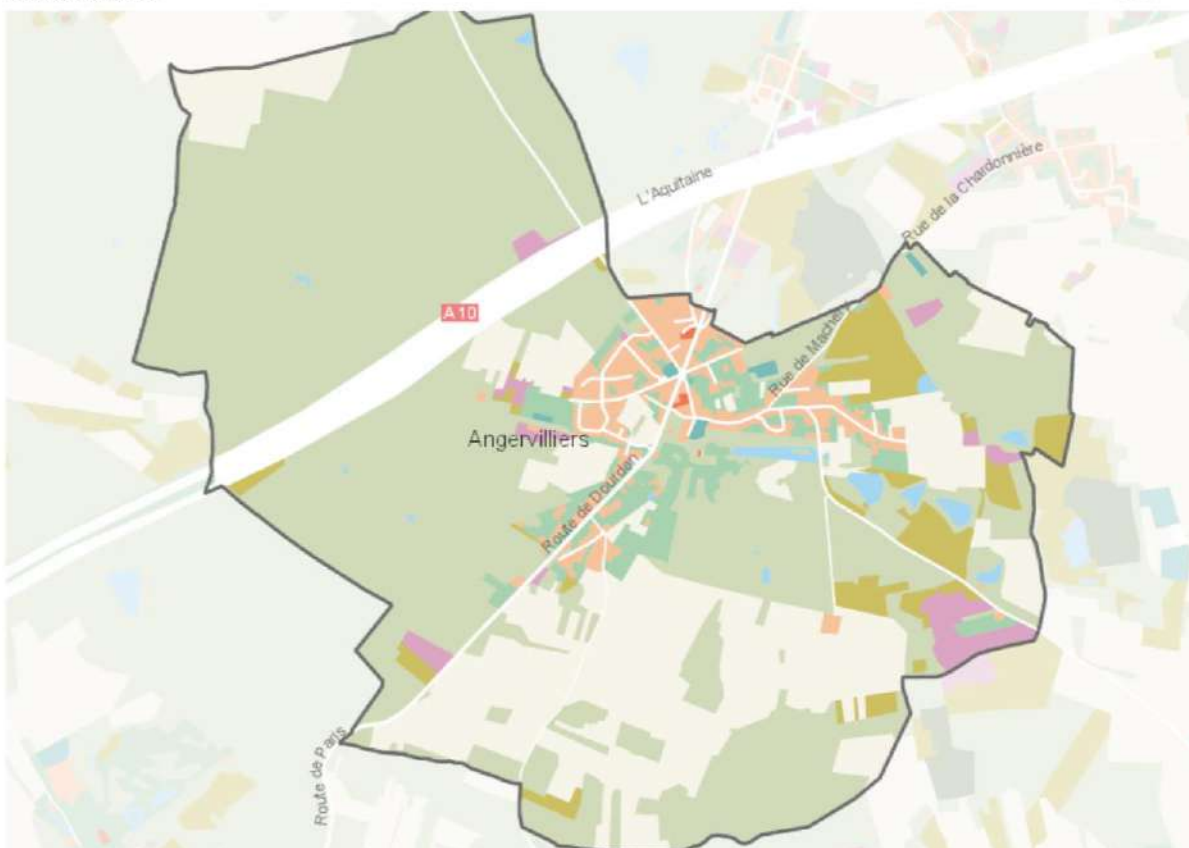 L'Aquitaine
Rue de la Chardonnière
A 10
Rue de Machery
Angervilliers
Route de Dourdan
Route de Paris